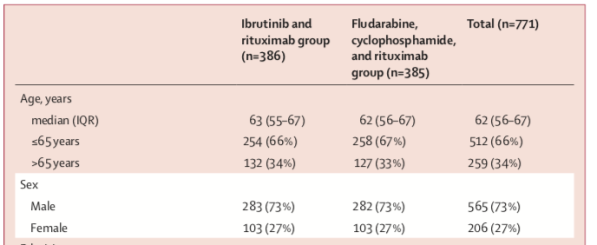 Ibrutinib and Fludarabine, Total (n=771)
rituximab group cyclophosphamide,
(n=386) and rituximab
group (n=385)
Age, years
median (IQR) 63 (55–67) 62 (56–67) 62 (56–67)
≤65 years 254 (66%) 258 (67%) 512 (66%)
>65 years 132 (34%) 127 (33%) 259 (34%)
Sex
Male 283 (73%) 282 (73%) 565 (73%)
Female 103 (27%) 103 (27%) 206 (27%)